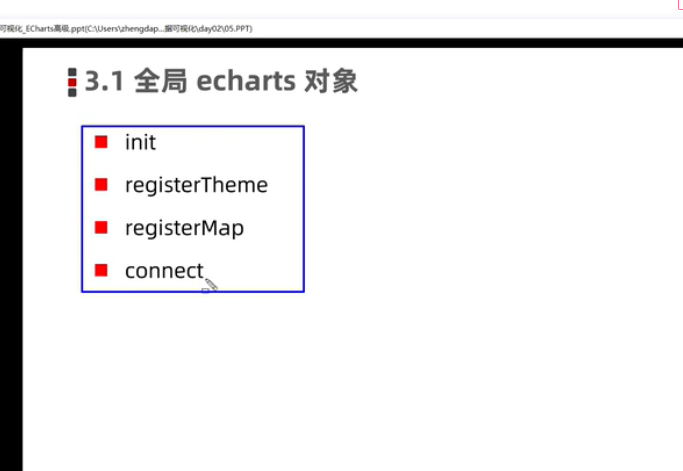 可视化_ECharts高级.ppt(C:\Users\zhengdap...据可视化\day02\05.PPT)
3.1 全局 echarts 对象
init
registerTheme
registerMap
connect